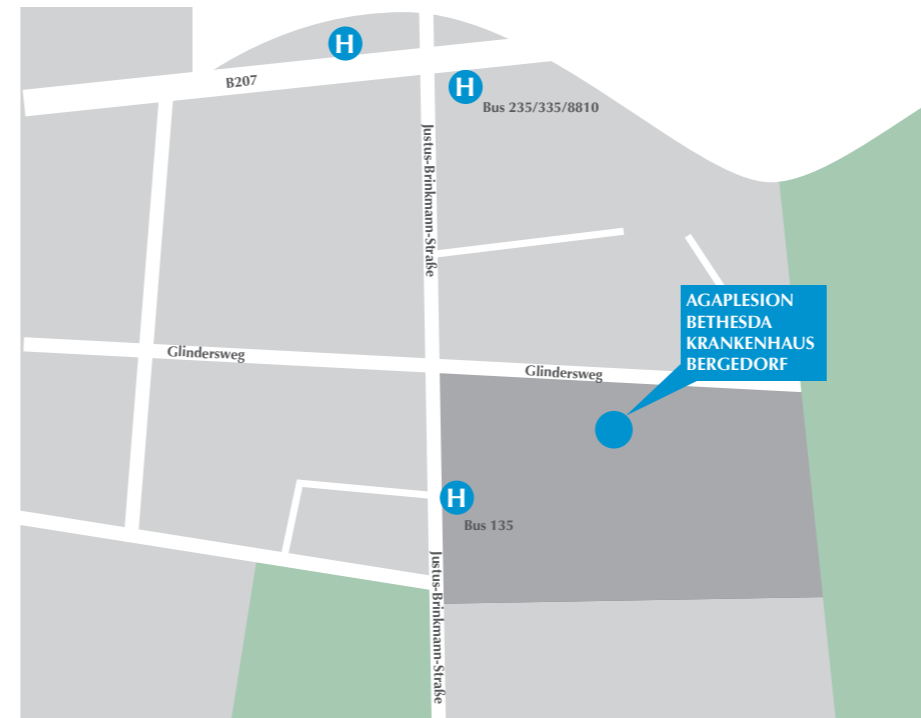 H
B207
H
Bus 235/335/8810
Justus-Brinkmann-Straße
AGAPLESION
BETHESDA
KRANKENHAUS
BERGEDORF
Glindersweg
Glindersweg
H
Bus 135
Justus-Brinkmann-Straße